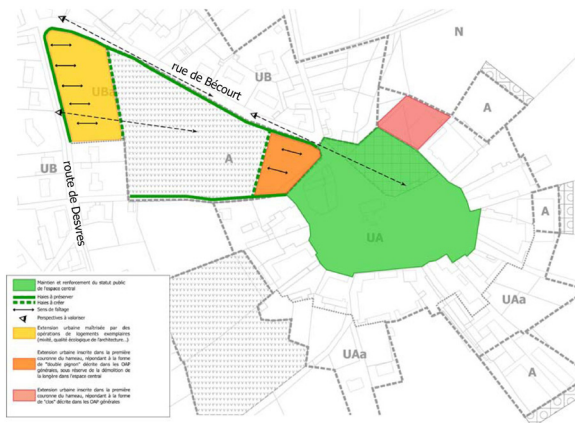 N
rue de Bécourt
UB
UBa
A
A
UB
route de Desvres
UA
A
UAa
UAa
A
Maintien et renforcement du statut public
de l'espace central
Haies à préserver
Haies à créer
Sens de faîtage
Perspectives à valoriser
Extension urbaine maîtrisée par des
opérations de logements exemplaires
(mixité, qualité écologique de l'architecture...)
Extension urbaine inscrite dans la première
couronne du hameau, répondant à la forme
de "double pignon" décrite dans les OAP
générales, sous réserve de la démolition de
la longère dans l'espace central
Extension urbaine inscrite dans la première
couronne du hameau, répondant à la
forme de "clos" décrite dans les OAP générales